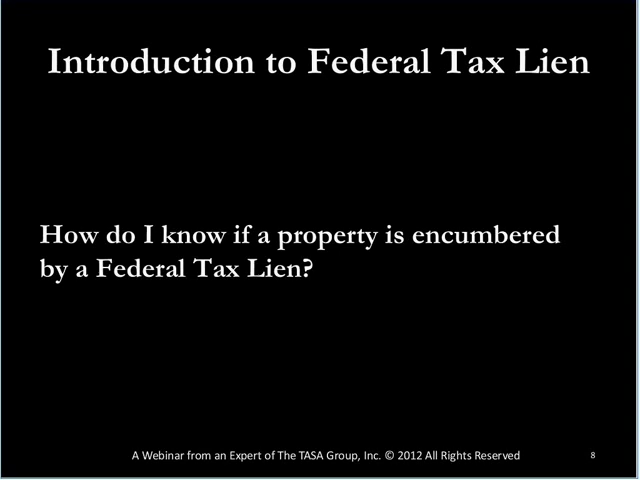 Introduction to Federal Tax Lien
How do I know if a property is encumbered
by a Federal Tax Lien?
A Webinar from an Expert of The TASA Group, Inc. © 2012 All Rights Reserved
8